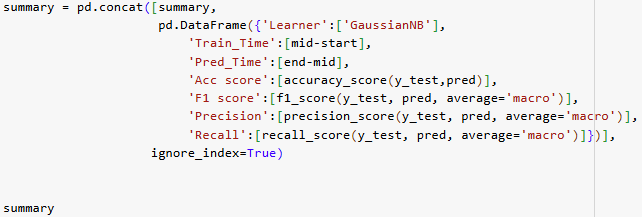 summary = pd.concat([summary,
pd.DataFrame({'Learner':['GaussianNB'],
'Train_Time':[mid-start],
'Pred_Time':[end-mid],
'Acc score':[accuracy_score(y_test,pred)],
'F1 score':[f1_score(y_test, pred, average='macro')],
'Precision':[precision_score(y_test, pred, average='macro')],
'Recall':[recall_score(y_test, pred, average='macro')]})],
ignore_index=True)
summary